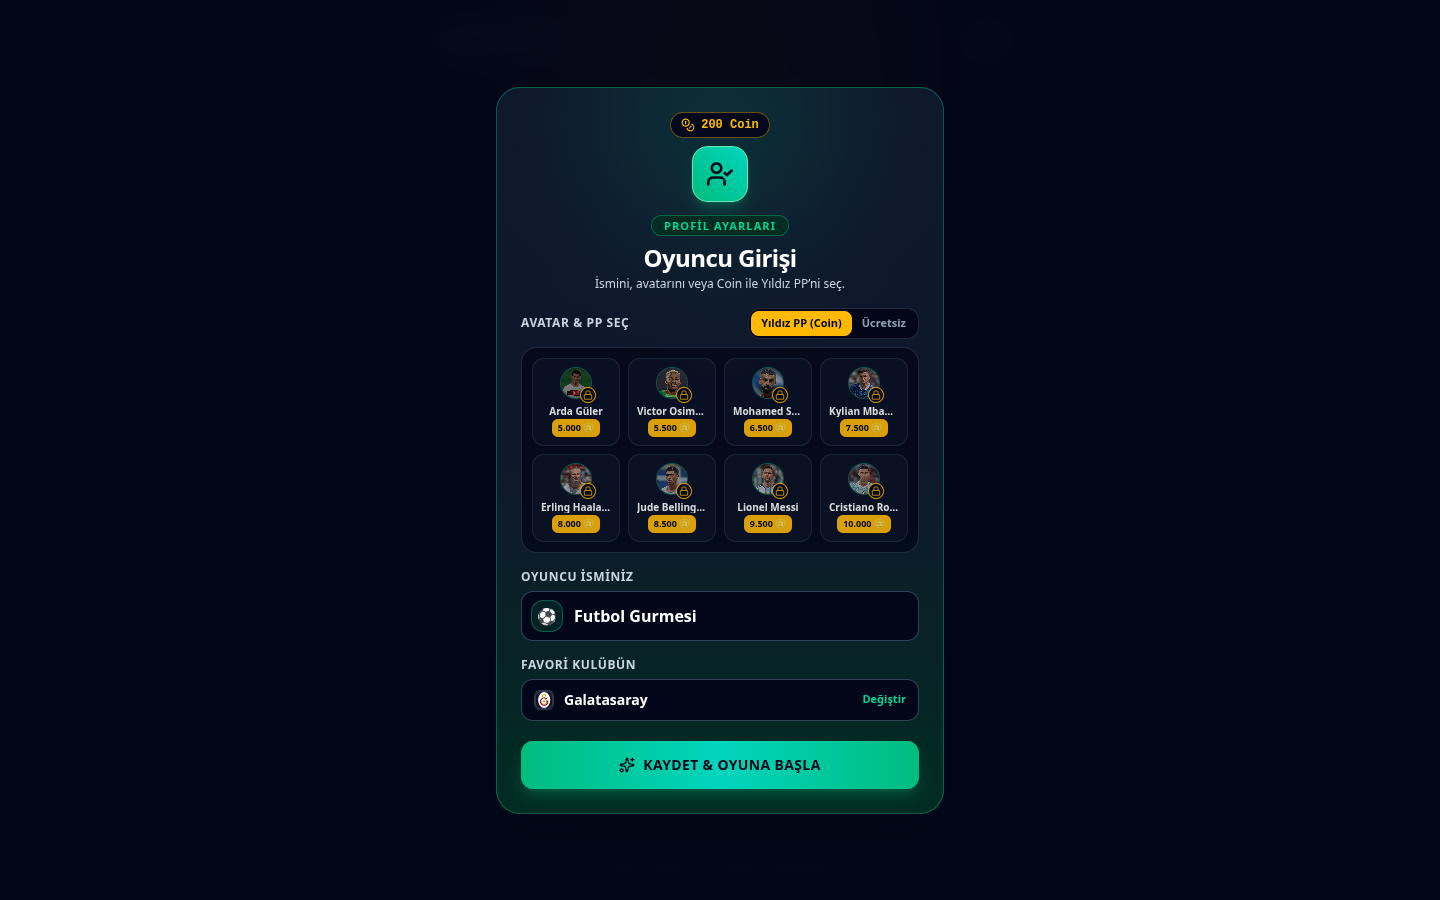 200 Coin
PROFİL AYARLARI
Oyuncu Girişi
İsmini, avatarını veya Coin ile Yıldız PP'ni seç.
AVATAR & PP SEÇ
Yıldız PP (Coin) Ücretsiz
Arda Güler Victor Osim... Mohamed S... Kylian Mba...
5.000 5.500 6.500 7.500
Erling Haala... Jude Belling... Lionel Messi Cristiano Ro...
8.000 8.500 9.500 10.000
OYUNCU İSMİNİZ
Futbol Gurmesi
FAVORİ KULÜBÜN
Galatasaray Değiştir
KAYDET & OYUNA BAŞLA